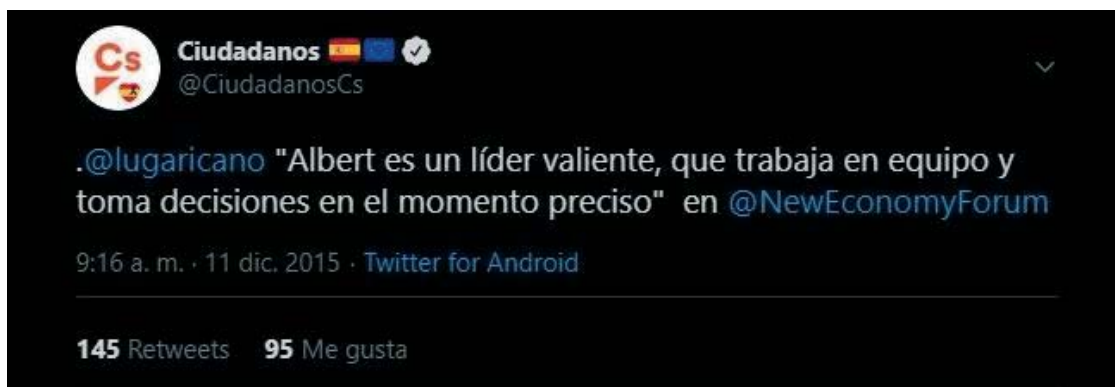 Cs
Ciudadanos 🇪🇸🇪🇺
@CiudadanosCs
.@lugaricano "Albert es un líder valiente, que trabaja en equipo y
toma decisiones en el momento preciso"  en @NewEconomyForum
9:16 a. m. · 11 dic. 2015 · Twitter for Android
145 Retweets 95 Me gusta